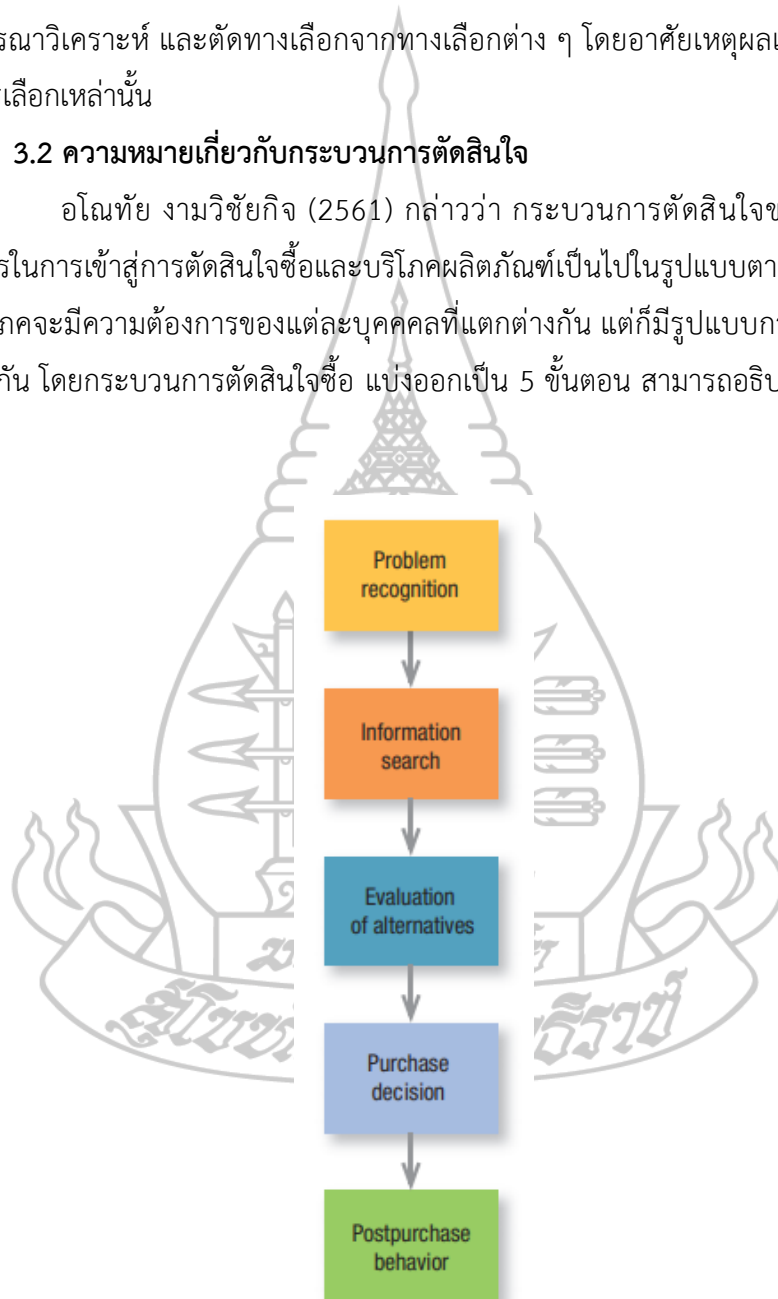 รณาวิเคราะห์ และตัดทางเลือกจากทางเลือกต่าง ๆ โดยอาศัยเหตุผล
รเลือกเหล่านั้น
3.2 ความหมายเกี่ยวกับกระบวนการตัดสินใจ
อโณทัย งามวิชัยกิจ (2561) กล่าวว่า กระบวนการตัดสินใจข
รในการเข้าสู่การตัดสินใจซื้อและบริโภคผลิตภัณฑ์เป็นไปในรูปแบบตา
ภคจะมีความต้องการของแต่ละบุคคลที่แตกต่างกัน แต่ก็มีรูปแบบก
กัน โดยกระบวนการตัดสินใจซื้อ แบ่งออกเป็น 5 ขั้นตอน สามารถอธิบ
Problem
recognition
Information
search
Evaluation
of alternatives
Purchase
decision
Postpurchase
behavior